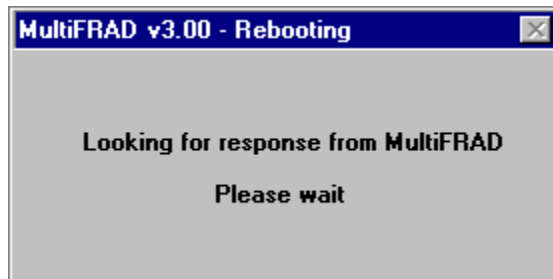 MultiFRAD v3.00 - Rebooting
Looking for response from MultiFRAD
Please wait